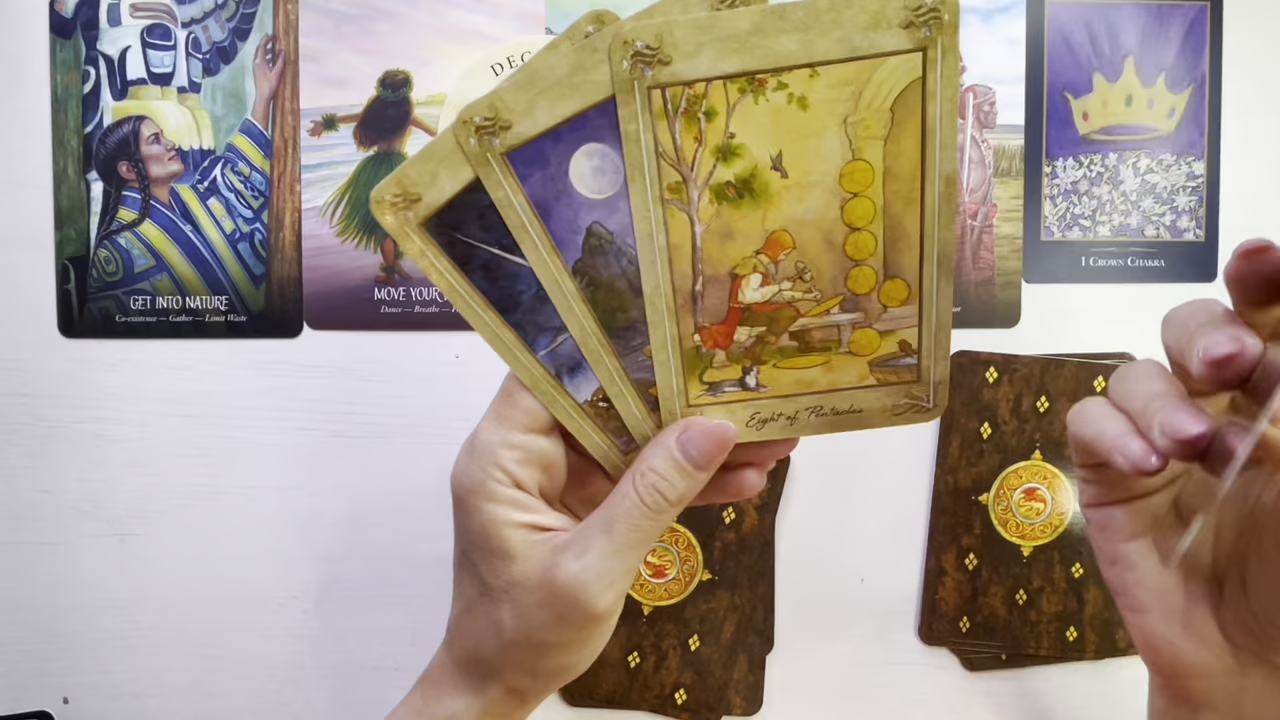 DEC
GET INTO NATURE
Co-existence — Gather — Limit Waste
MOVE YOUR
Dance — Breathe —
1 CROWN CHAKRA
Eight of Pentacles